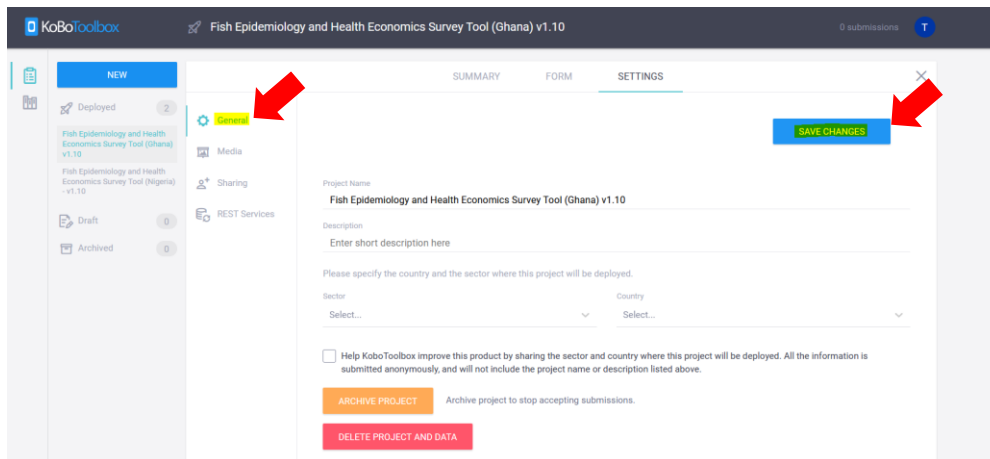 KoBoToolbox
Fish Epidemiology and Health Economics Survey Tool (Ghana) v1.10
0 submissions
T
NEW
Deployed
2
Fish Epidemiology and Health
Economics Survey Tool (Ghana)
v1.10
Fish Epidemiology and Health
Economics Survey Tool (Nigeria)
- v1.10
Draft
0
Archived
0
SUMMARY
FORM
SETTINGS
General
Media
Sharing
REST Services
SAVE CHANGES
Project Name
Fish Epidemiology and Health Economics Survey Tool (Ghana) v1.10
Description
Enter short description here
Please specify the country and the sector where this project will be deployed.
Sector
Country
Select...
Select...
Help KoboToolbox improve this product by sharing the sector and country where this project will be deployed. All the information is
submitted anonymously, and will not include the project name or description listed above.
ARCHIVE PROJECT
Archive project to stop accepting submissions.
DELETE PROJECT AND DATA